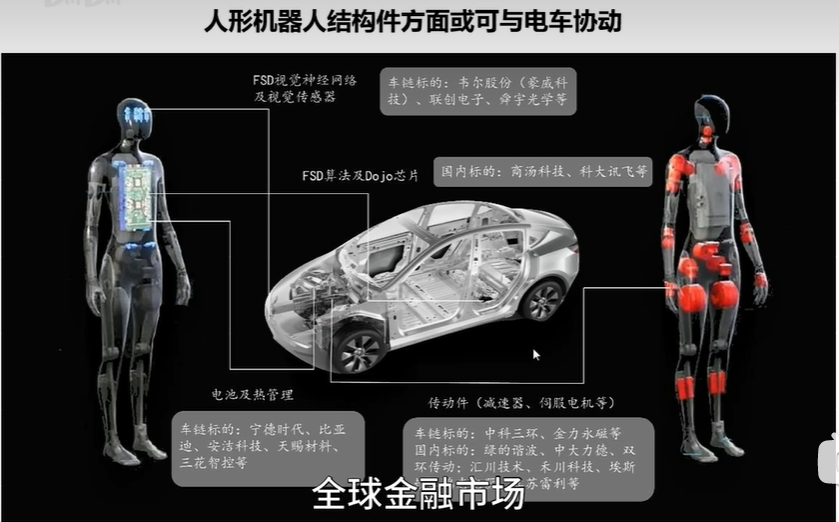 人形机器人结构件方面或可与电车协动
FSD视觉神经网络
及视觉传感器
车链标的：韦尔股份（豪威科
技）、联创电子、舜宇光学等
FSD算法及Dojo芯片
国内标的：商汤科技、科大讯飞等
电池及热管理
车链标的：宁德时代、比亚
迪、安洁科技、天赐材料、
三花智控等
传动件（减速器、伺服电机等）
车链标的：中科三环、金力永磁等
国内标的：绿的谐波、中大力德、双
环传动；汇川技术、禾川科技、埃斯
苏雷利等
全球金融市场